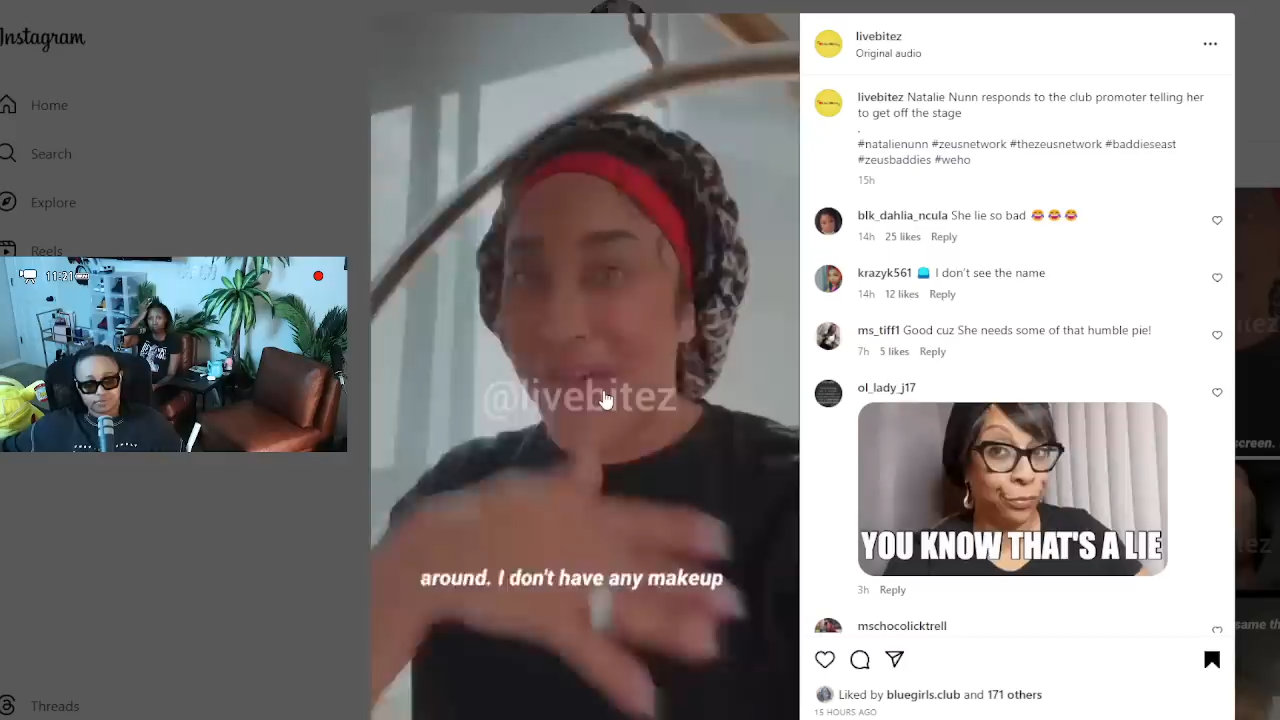 Instagram
Home
Search
Explore
Reels
11:21
Threads
@livebitez
around. I don't have any makeup
livebitez
Original audio
livebitez Natalie Nunn responds to the club promoter telling her
to get off the stage
.
#natalienunn #zeusnetwork #thezeusnetwork #baddieseast
#zeusbaddies #weho
15h
blk_dahlia_ncula She lie so bad 😂 😂 😂
14h 25 likes Reply
krazyk561 🧢 I don't see the name
14h 12 likes Reply
ms_tiff1 Good cuz She needs some of that humble pie!
7h 5 likes Reply
ol_lady_j17
YOU KNOW THAT'S A LIE
3h Reply
mschocolicktrell
Liked by bluegirls.club and 171 others
15 HOURS AGO
screen.
same th